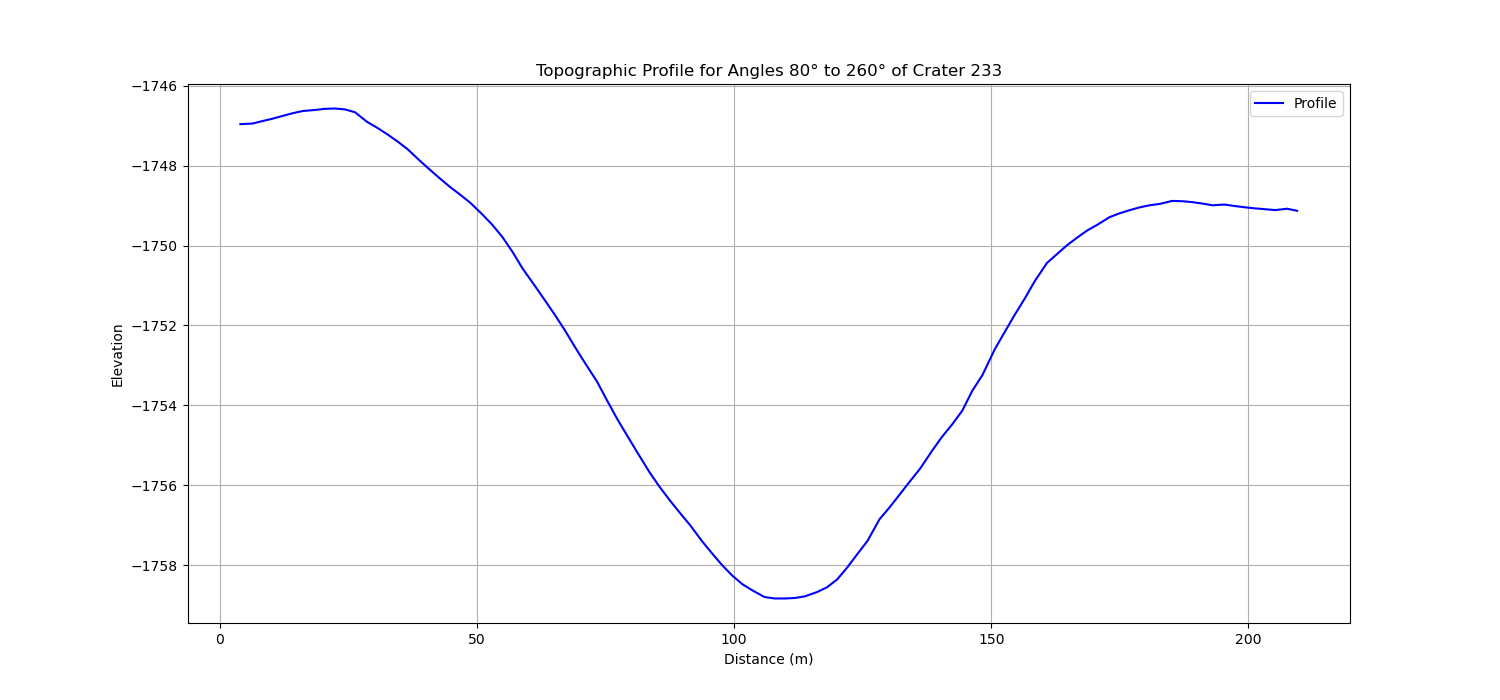 Topographic Profile for Angles 80° to 260° of Crater 233
Profile
Elevation
−1746
−1748
−1750
−1752
−1754
−1756
−1758
0 50 100 150 200
Distance (m)